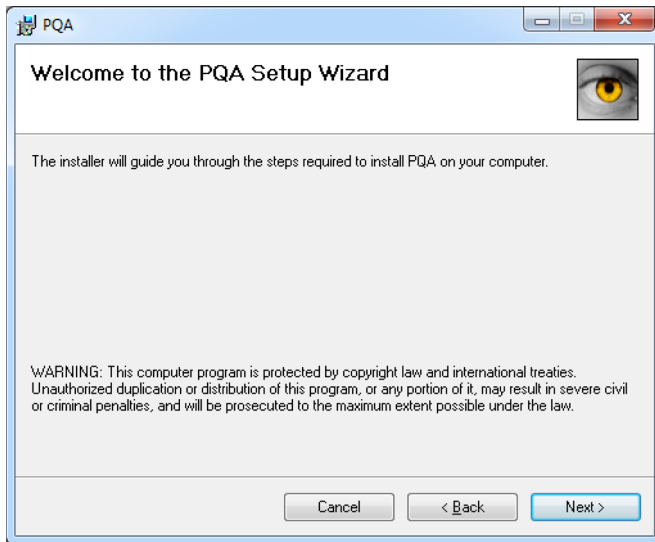 PQA
Welcome to the PQA Setup Wizard
The installer will guide you through the steps required to install PQA on your computer.
WARNING: This computer program is protected by copyright law and international treaties.
Unauthorized duplication or distribution of this program, or any portion of it, may result in severe civil
or criminal penalties, and will be prosecuted to the maximum extent possible under the law.
Cancel
< Back
Next >